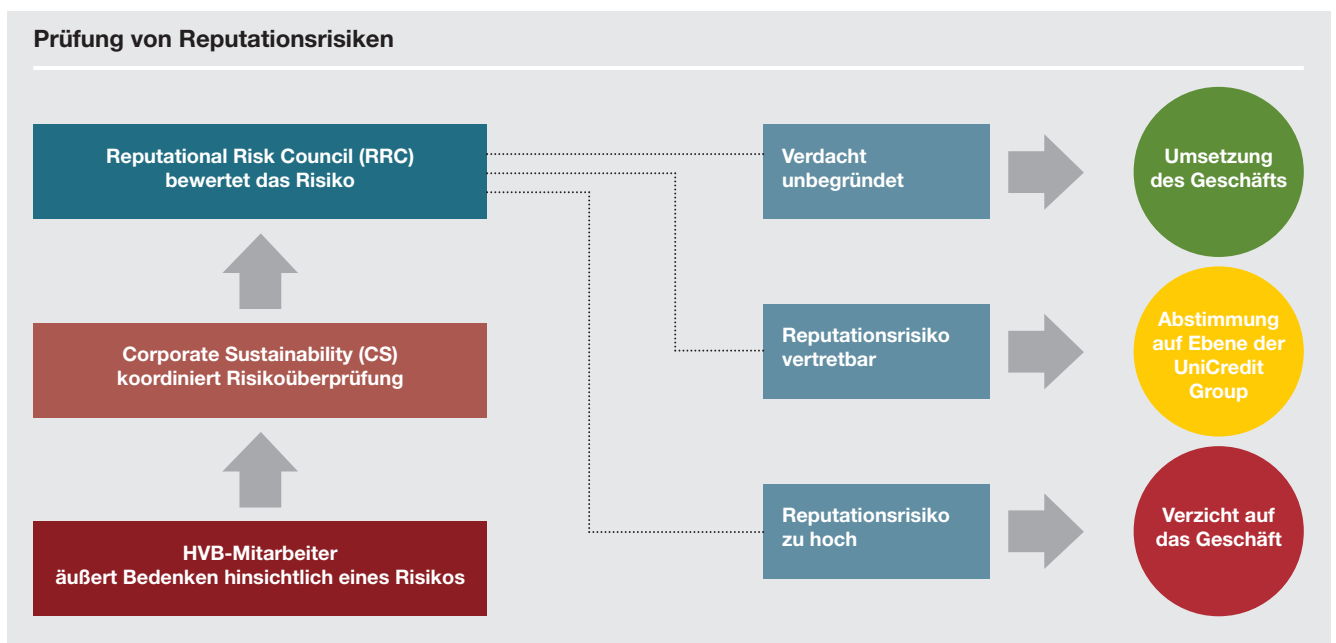 Prüfung von Reputationsrisiken
Reputational Risk Council (RRC)
bewertet das Risiko
Corporate Sustainability (CS)
koordiniert Risikoüberprüfung
HVB-Mitarbeiter
äußert Bedenken hinsichtlich eines Risikos
Verdacht
unbegründet
Umsetzung
des Geschäfts
Reputationsrisiko
vertretbar
Abstimmung
auf Ebene der
UniCredit
Group
Reputationsrisiko
zu hoch
Verzicht auf
das Geschäft